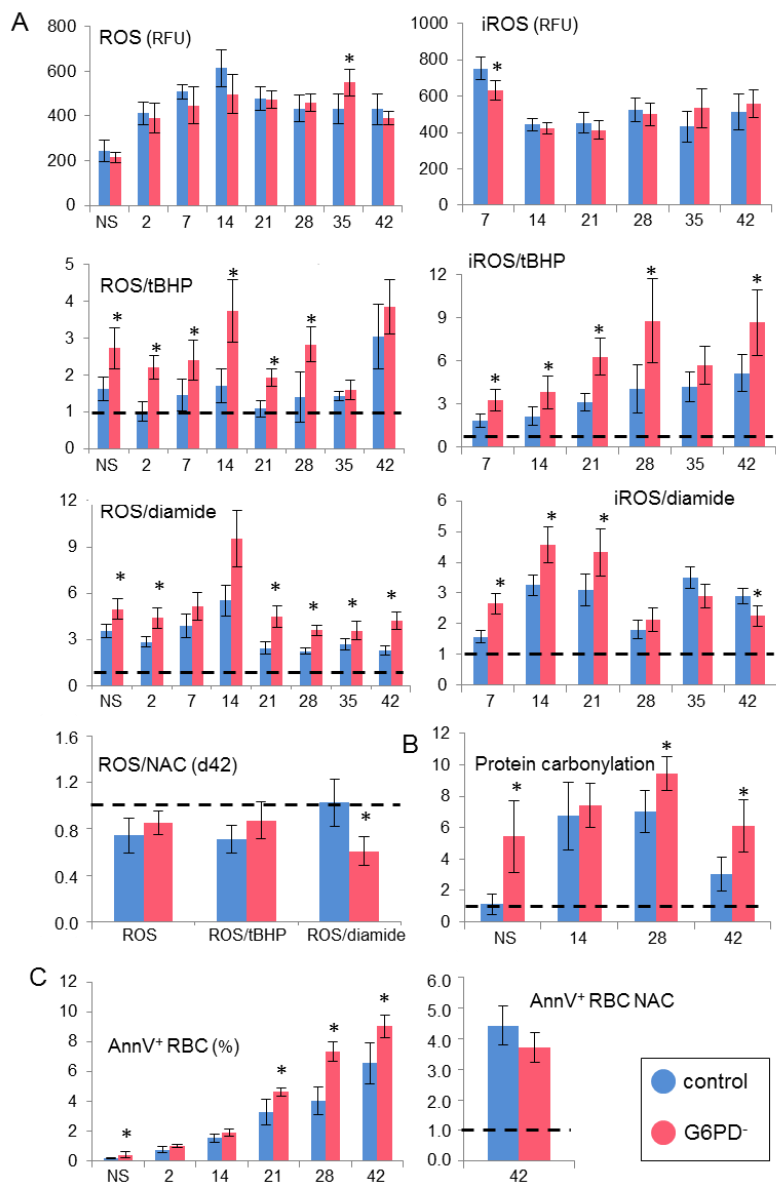 A
ROS (RFU)
800
600
400
200
0
*
NS 2 7 14 21 28 35 42
iROS (RFU)
1000
800
600
400
200
0
*
7 14 21 28 35 42
ROS/tBHP
5
4
3
2
1
0
* * * * * *
NS 2 7 14 21 28 35 42
iROS/tBHP
12
9
6
3
0
* * * * *
7 14 21 28 35 42
ROS/diamide
12
9
6
3
0
* * * * * *
NS 2 7 14 21 28 35 42
iROS/diamide
6
5
4
3
2
1
0
* * * *
7 14 21 28 35 42
ROS/NAC (d42)
1.6
1.2
0.8
0.4
0.0
*
ROS ROS/tBHP ROS/diamide
B
Protein carbonylation
12
10
8
6
4
2
0
* * *
NS 14 28 42
C
AnnV⁺ RBC (%)
10
8
6
4
2
0
* * * *
NS 2 14 21 28 42
AnnV⁺ RBC NAC
6.0
5.0
4.0
3.0
2.0
1.0
0.0
42
control
G6PD⁻